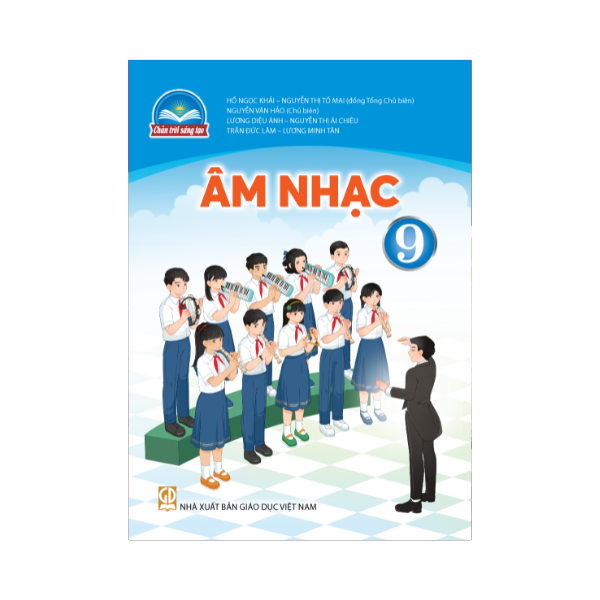 HỒ NGỌC KHẢI – NGUYỄN THỊ TỐ MAI (đồng Tổng Chủ biên)
NGUYỄN VĂN HẢO (Chủ biên)
LƯƠNG DIỆU ÁNH – NGUYỄN THỊ ÁI CHIÊU
TRẦN ĐỨC LÂM – LƯƠNG MINH TÂN
Chân trời sáng tạo
ÂM NHẠC
9
NHÀ XUẤT BẢN GIÁO DỤC VIỆT NAM